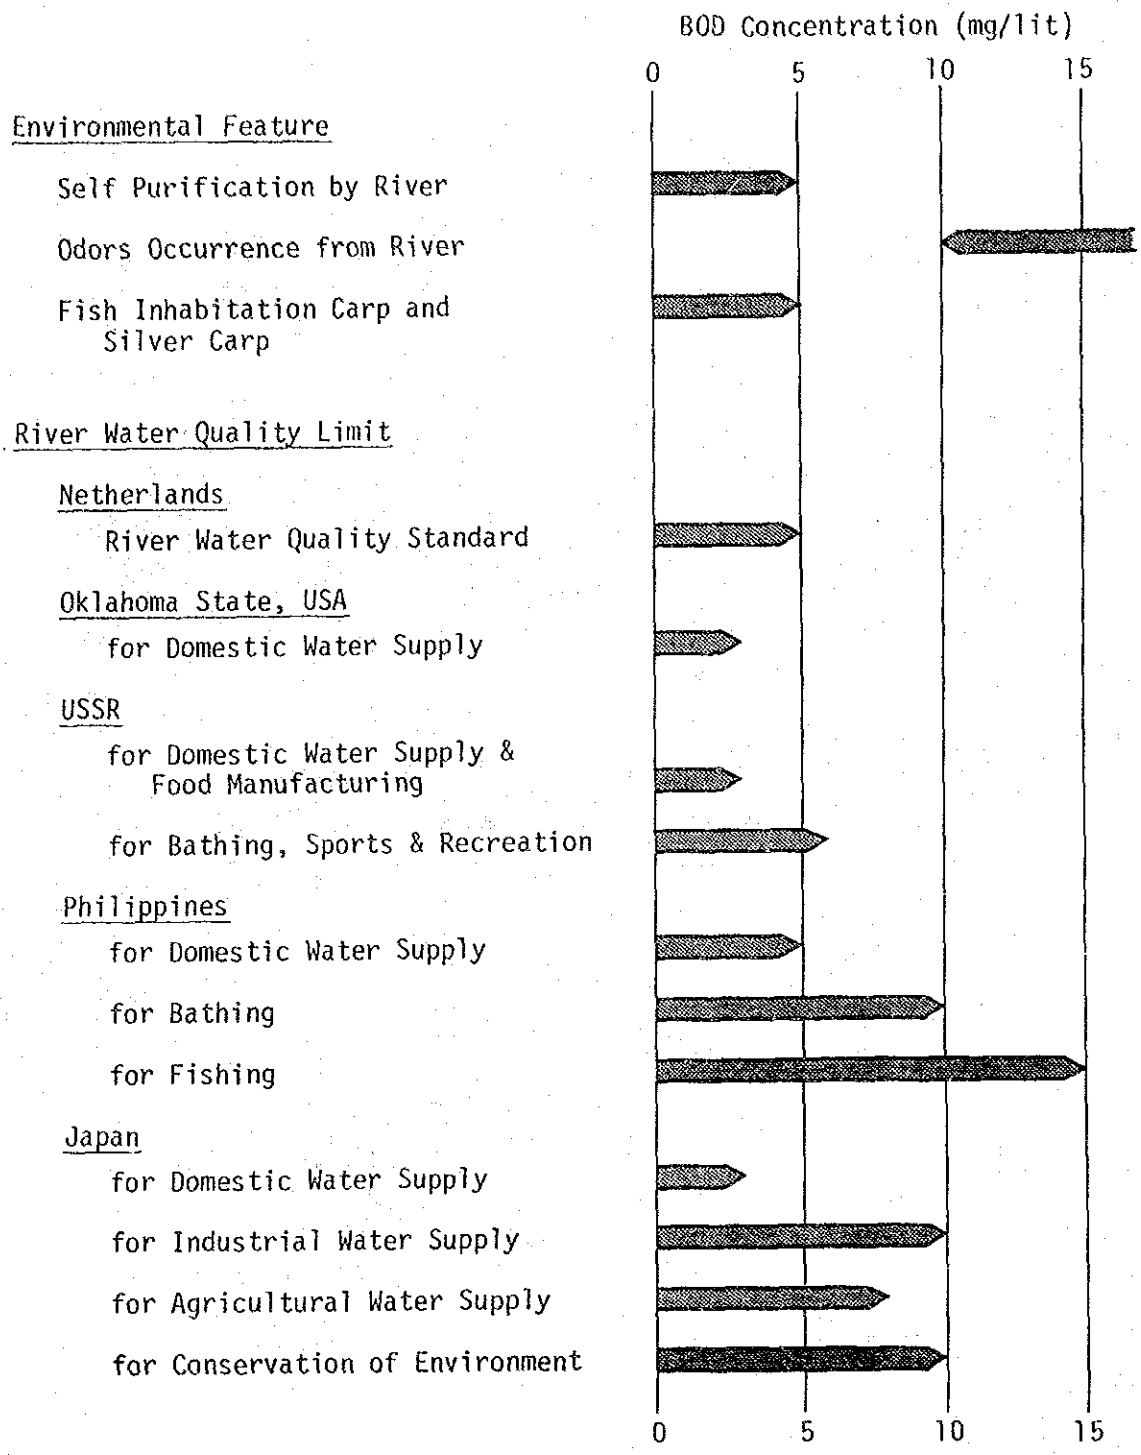 BOD Concentration (mg/lit)
0 5 10 15
Environmental Feature
Self Purification by River
Odors Occurrence from River
Fish Inhabitation Carp and
Silver Carp
River Water Quality Limit
Netherlands
River Water Quality Standard
Oklahoma State, USA
for Domestic Water Supply
USSR
for Domestic Water Supply &
Food Manufacturing
for Bathing, Sports & Recreation
Philippines
for Domestic Water Supply
for Bathing
for Fishing
Japan
for Domestic Water Supply
for Industrial Water Supply
for Agricultural Water Supply
for Conservation of Environment
0 5 10 15